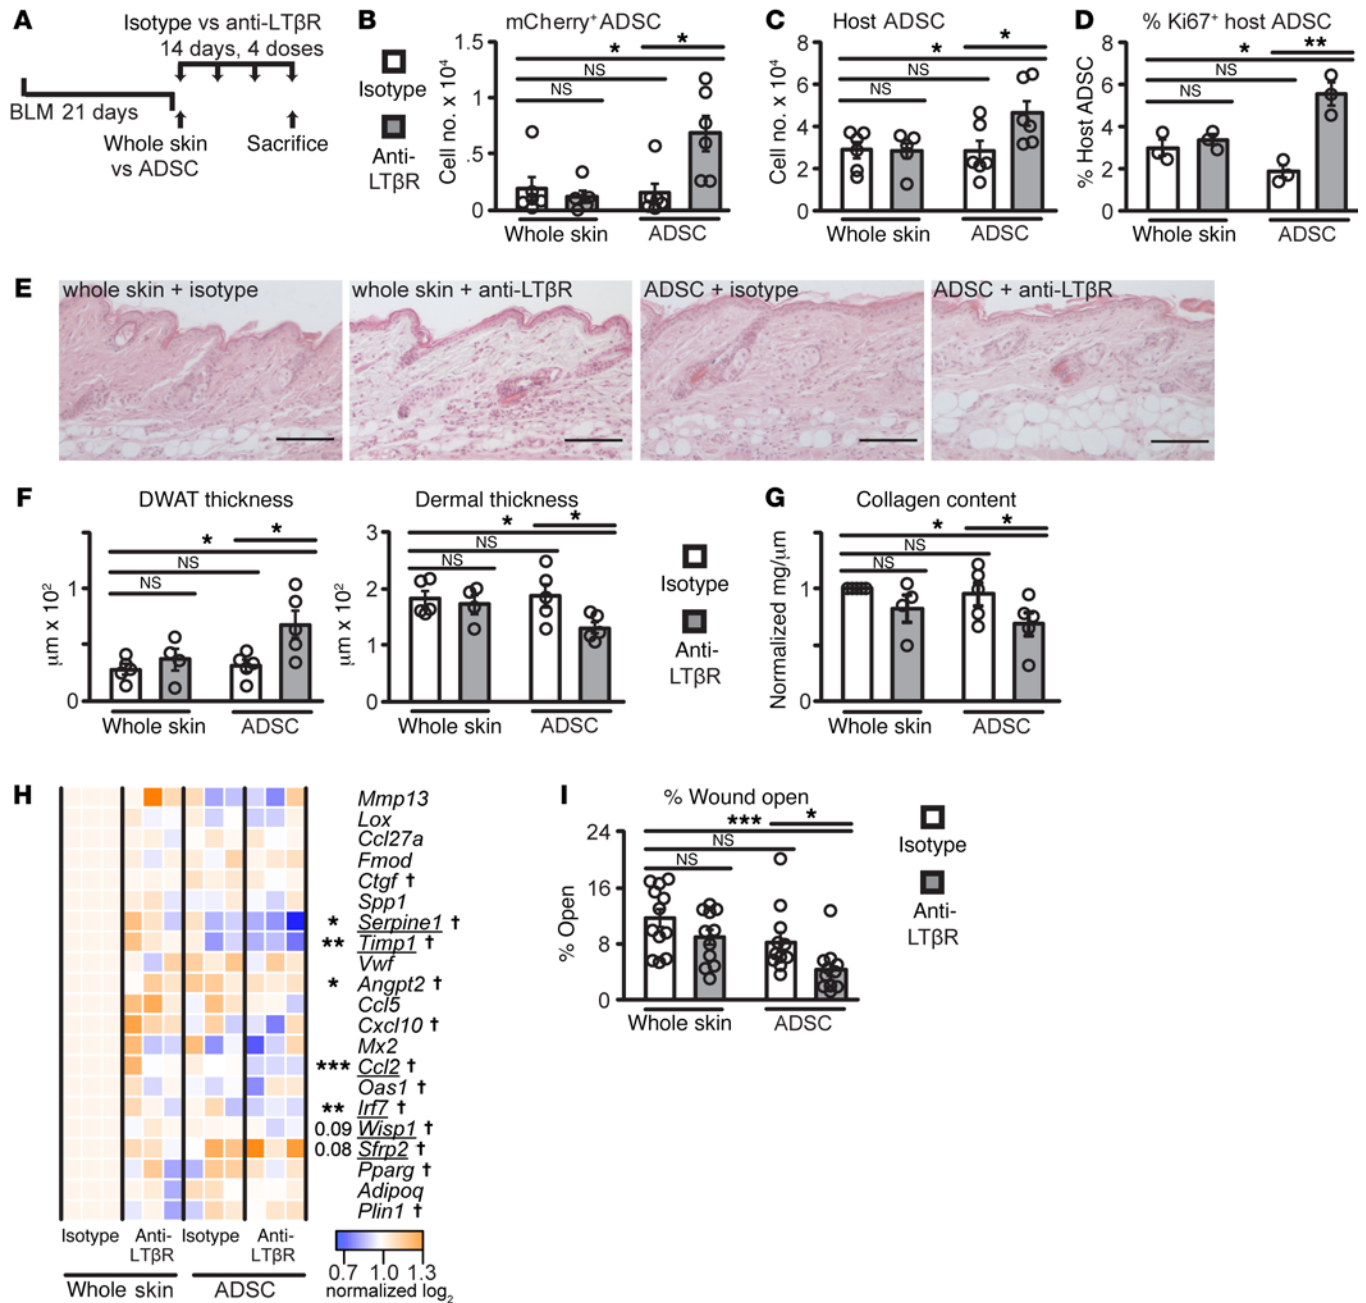 A
Isotype vs anti-LTβR
14 days, 4 doses
BLM 21 days
Whole skin
vs ADSC
Sacrifice
B
Isotype
Anti-
LTβR
mCherry⁺ ADSC
Cell no. x 10⁴
1.5
1
.5
0
*
*
NS
NS
Whole skin
ADSC
C
Host ADSC
Cell no. x 10⁴
8
6
4
2
0
*
*
NS
NS
Whole skin
ADSC
D
% Ki67⁺ host ADSC
% Host ADSC
8
6
4
2
0
**
*
NS
NS
Whole skin
ADSC
E
whole skin + isotype
whole skin + anti-LTβR
ADSC + isotype
ADSC + anti-LTβR
F
DWAT thickness
μm x 10²
1
0
*
*
NS
NS
Whole skin
ADSC
Dermal thickness
μm x 10²
3
2
1
0
*
*
NS
NS
Whole skin
ADSC
Isotype
Anti-
LTβR
G
Collagen content
Normalized mg/μm
1
0
*
*
NS
NS
Whole skin
ADSC
H
Mmp13
Lox
Ccl27a
Fmod
Ctgf †
Spp1
* Serpine1 †
** Timp1 †
Vwf
* Angpt2 †
Ccl5
Cxcl10 †
Mx2
*** Ccl2 †
Oas1 †
** Irf7 †
0.09 Wisp1 †
0.08 Sfrp2 †
Pparg †
Adipoq
Plin1 †
Isotype
Anti-
LTβR
Isotype
Anti-
LTβR
Whole skin
ADSC
0.7 1.0 1.3
normalized log₂
I
% Wound open
% Open
24
16
8
0
***
*
NS
NS
Whole skin
ADSC
Isotype
Anti-
LTβR